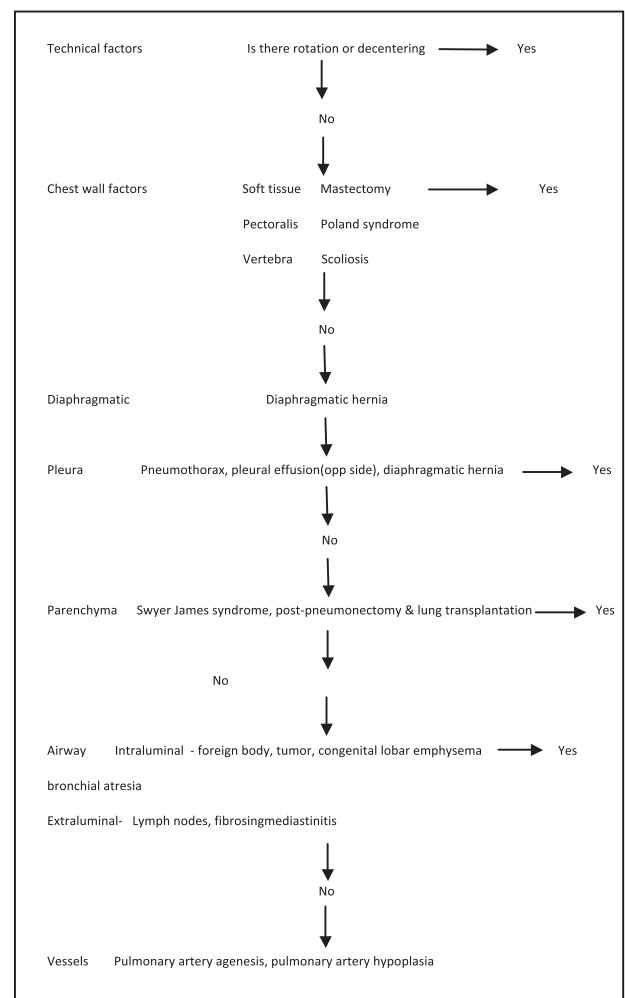 Technical factors Is there rotation or decentering Yes
No
Chest wall factors Soft tissue Mastectomy Yes
Pectoralis Poland syndrome
Vertebra Scoliosis
No
Diaphragmatic Diaphragmatic hernia
Pleura Pneumothorax, pleural effusion(opp side), diaphragmatic hernia Yes
No
Parenchyma Swyer James syndrome, post-pneumonectomy & lung transplantation Yes
No
Airway Intraluminal - foreign body, tumor, congenital lobar emphysema Yes
bronchial atresia
Extraluminal- Lymph nodes, fibrosingmediastinitis
No
Vessels Pulmonary artery agenesis, pulmonary artery hypoplasia